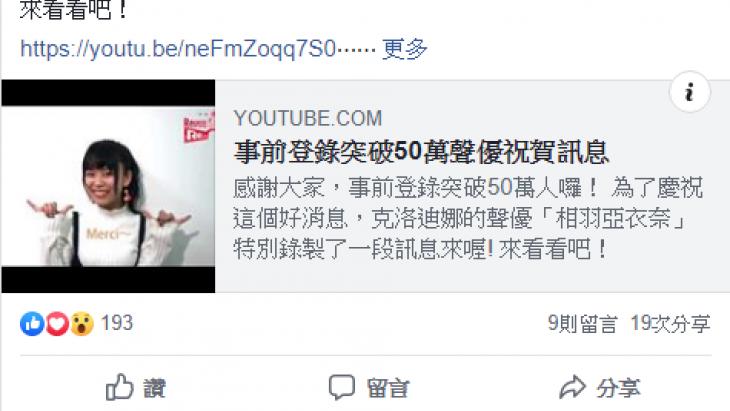 來看看吧！
https://youtu.be/neFmZoqq7S0...... 更多
YOUTUBE.COM
事前登錄突破50萬聲優祝賀訊息
感謝大家，事前登錄突破50萬人囉！ 為了慶祝
這個好消息，克洛迪娜的聲優「相羽亞衣奈」
特別錄製了一段訊息來喔! 來看看吧！
Merci～
193
9則留言 19次分享
讚
留言
分享